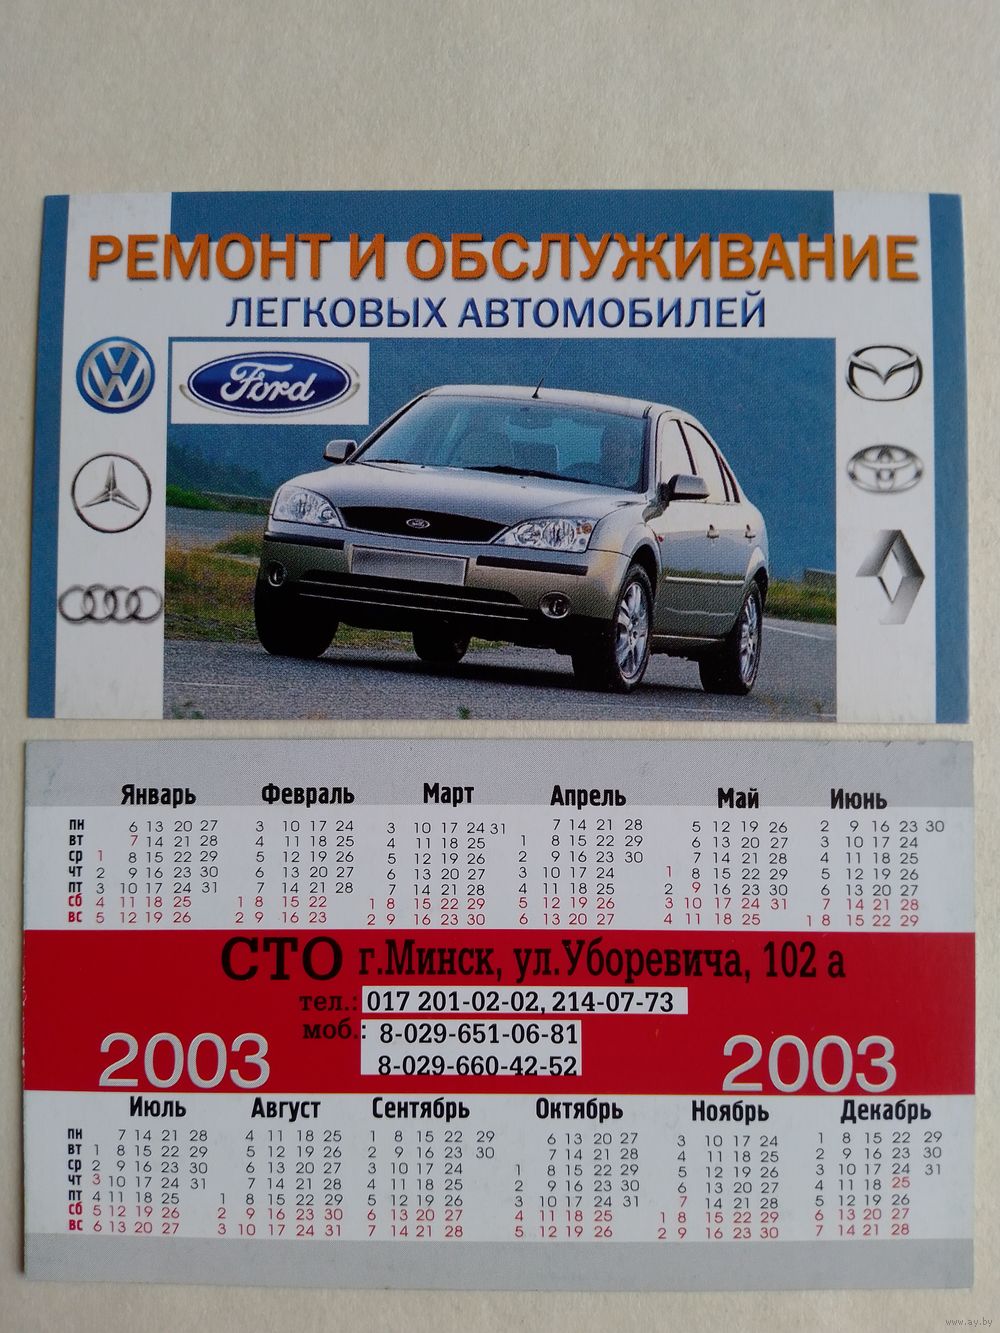 РЕМОНТ И ОБСЛУЖИВАНИЕ
ЛЕГКОВЫХ АВТОМОБИЛЕЙ
Ford
Январь Февраль Март Апрель Май Июнь
пн 6 13 20 27 3 10 17 24 3 10 17 24 31 7 14 21 28 5 12 19 26 2 9 16 23 30
вт 7 14 21 28 4 11 18 25 4 11 18 25 1 8 15 22 29 6 13 20 27 3 10 17 24
ср 1 8 15 22 29 5 12 19 26 5 12 19 26 2 9 16 23 30 7 14 21 28 4 11 18 25
чт 2 9 16 23 30 6 13 20 27 6 13 20 27 3 10 17 24 1 8 15 22 29 5 12 19 26
пт 3 10 17 24 31 7 14 21 28 7 14 21 28 4 11 18 25 2 9 16 23 30 6 13 20 27
сб 4 11 18 25 1 8 15 22 1 8 15 22 29 5 12 19 26 3 10 17 24 31 7 14 21 28
вс 5 12 19 26 2 9 16 23 2 9 16 23 30 6 13 20 27 4 11 18 25 1 8 15 22 29
СТО г.Минск, ул.Уборевича, 102 а
тел.: 017 201-02-02, 214-07-73
моб.: 8-029-651-06-81
8-029-660-42-52
2003 2003
Июль Август Сентябрь Октябрь Ноябрь Декабрь
пн 7 14 21 28 4 11 18 25 1 8 15 22 29 6 13 20 27 3 10 17 24 1 8 15 22 29
вт 1 8 15 22 29 5 12 19 26 2 9 16 23 30 7 14 21 28 4 11 18 25 2 9 16 23 30
ср 2 9 16 23 30 6 13 20 27 3 10 17 24 1 8 15 22 29 5 12 19 26 3 10 17 24 31
чт 3 10 17 24 31 7 14 21 28 4 11 18 25 2 9 16 23 30 6 13 20 27 4 11 18 25
пт 4 11 18 25 1 8 15 22 29 5 12 19 26 3 10 17 24 31 7 14 21 28 5 12 19 26
сб 5 12 19 26 2 9 16 23 30 6 13 20 27 4 11 18 25 1 8 15 22 29 6 13 20 27
вс 6 13 20 27 3 10 17 24 31 7 14 21 28 5 12 19 26 2 9 16 23 30 7 14 21 28
www.ay.by